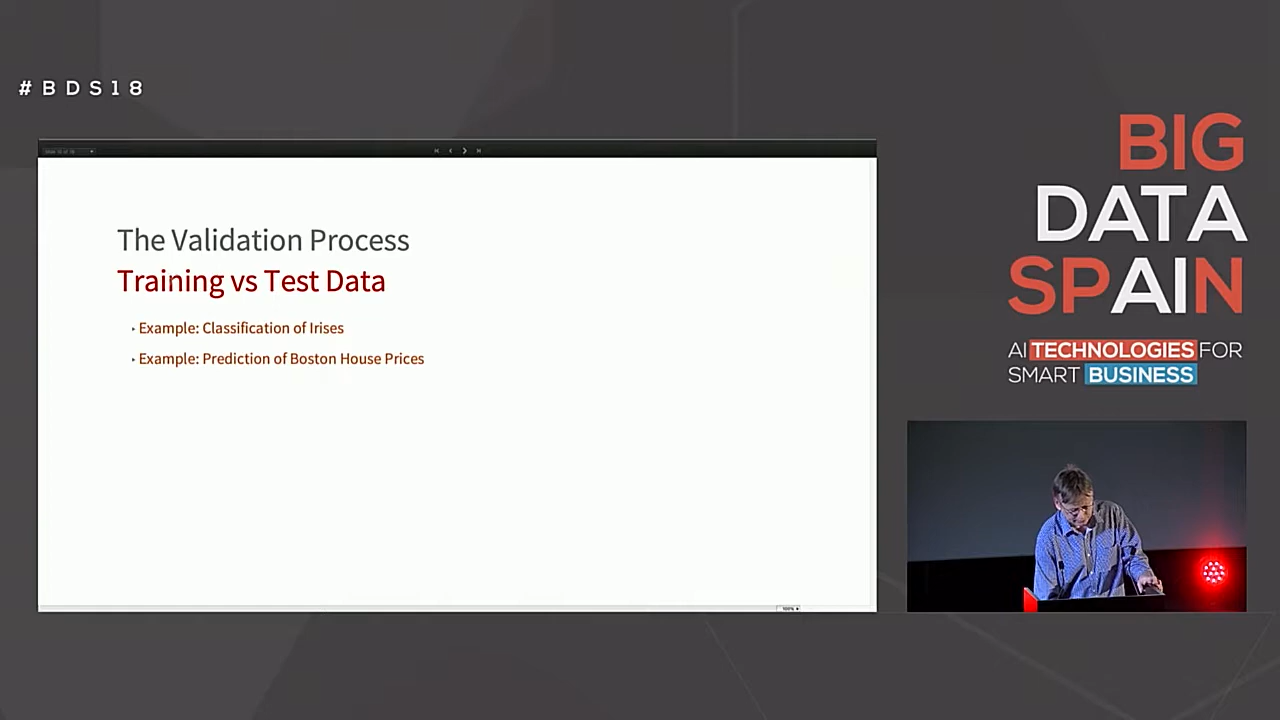 #BDS18
The Validation Process
Training vs Test Data
Example: Classification of Irises
Example: Prediction of Boston House Prices
100%
BIG
DATA
SPAIN
AI TECHNOLOGIES FOR
SMART BUSINESS